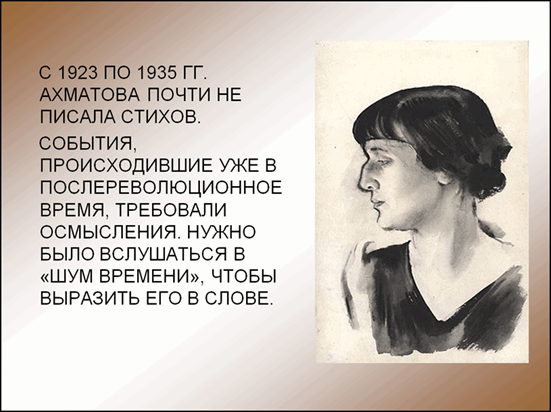 С 1923 ПО 1935 ГГ.
АХМАТОВА ПОЧТИ НЕ
ПИСАЛА СТИХОВ.
СОБЫТИЯ,
ПРОИСХОДИВШИЕ УЖЕ В
ПОСЛЕРЕВОЛЮЦИОННОЕ
ВРЕМЯ, ТРЕБОВАЛИ
ОСМЫСЛЕНИЯ. НУЖНО
БЫЛО ВСЛУШАТЬСЯ В
«ШУМ ВРЕМЕНИ», ЧТОБЫ
ВЫРАЗИТЬ ЕГО В СЛОВЕ.